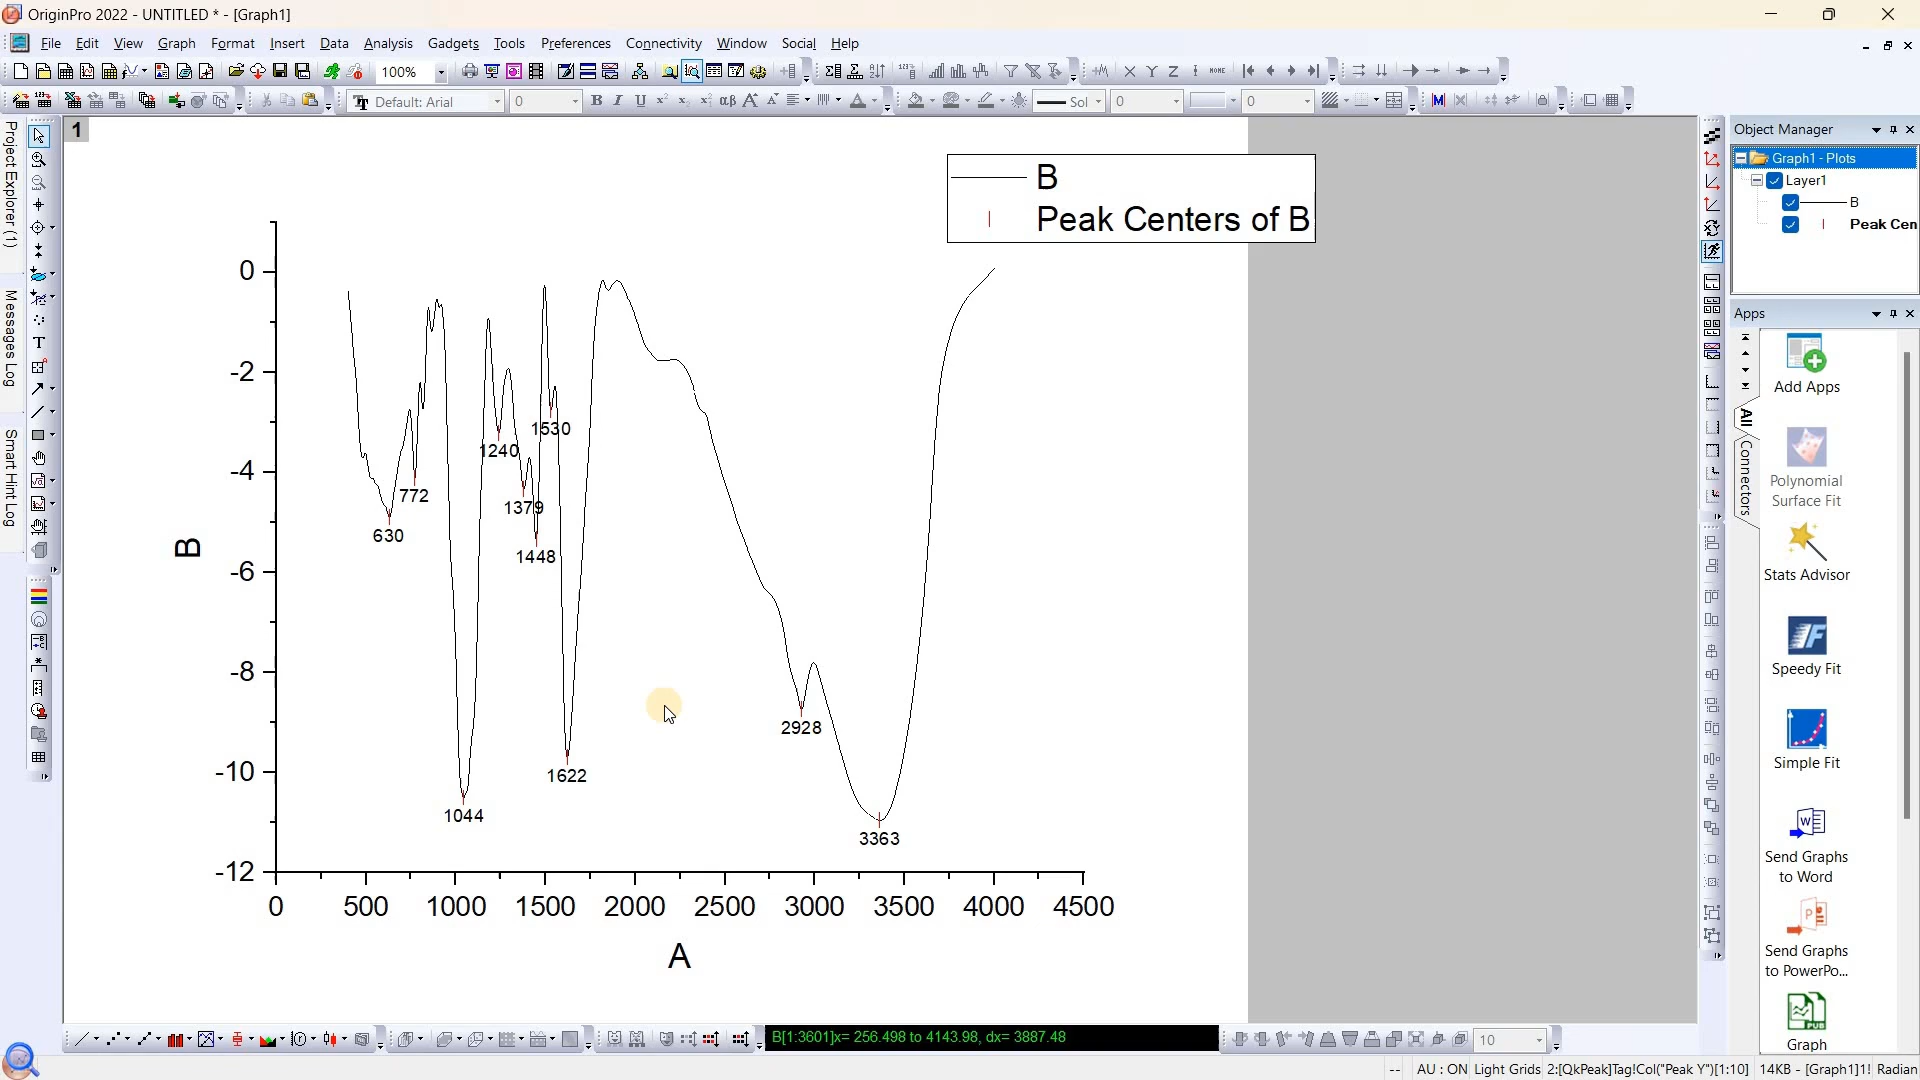 OriginPro 2022 - UNTITLED * - [Graph1]
File Edit View Graph Format Insert Data Analysis Gadgets Tools Preferences Connectivity Window Social Help
100%
Default: Arial 0 B I U Sol 0 0
Project Explorer (1)
Messages Log
Smart Hint Log
1
B
Peak Centers of B
0
-2
-4
-6
-8
-10
-12
B
630
772
1044
1240
1379
1448
1530
1622
2928
3363
0 500 1000 1500 2000 2500 3000 3500 4000 4500
A
Object Manager
Graph1 - Plots
Layer1
B
Peak Cen
Apps
All
Connectors
Add Apps
Polynomial
Surface Fit
Stats Advisor
Speedy Fit
Simple Fit
Send Graphs
to Word
Send Graphs
to PowerPo...
Graph
B[1:3601]x= 256.498 to 4143.98, dx= 3887.48
10
-- AU : ON Light Grids 2:[QkPeak]Tag!Col("Peak Y")[1:10] 14KB - [Graph1]1! Radian